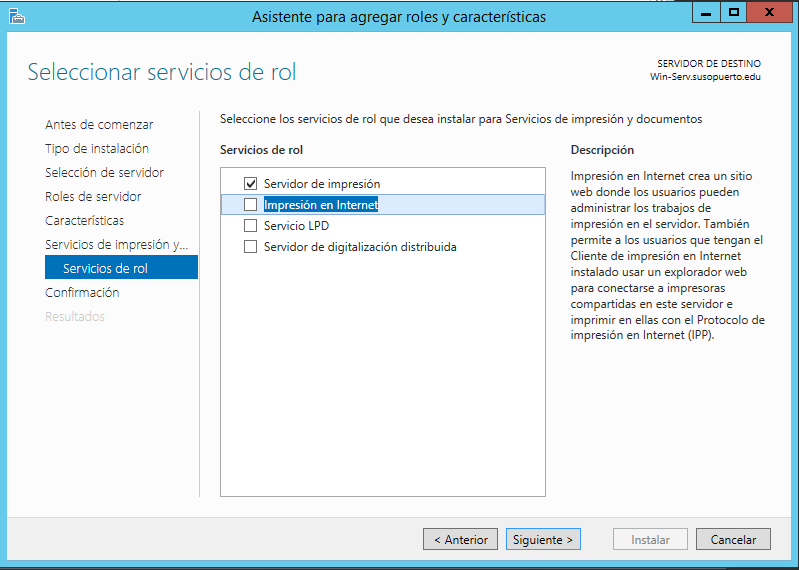 Asistente para agregar roles y características
Seleccionar servicios de rol
SERVIDOR DE DESTINO
Win-Serv.susopuerto.edu
Antes de comenzar
Tipo de instalación
Selección de servidor
Roles de servidor
Características
Servicios de impresión y...
Servicios de rol
Confirmación
Resultados
Seleccione los servicios de rol que desea instalar para Servicios de impresión y documentos
Servicios de rol
Servidor de impresión
Impresión en Internet
Servicio LPD
Servidor de digitalización distribuida
Descripción
Impresión en Internet crea un sitio
web donde los usuarios pueden
administrar los trabajos de
impresión en el servidor. También
permite a los usuarios que tengan el
Cliente de impresión en Internet
instalado usar un explorador web
para conectarse a impresoras
compartidas en este servidor e
imprimir en ellas con el Protocolo de
impresión en Internet (IPP).
< Anterior
Siguiente >
Instalar
Cancelar